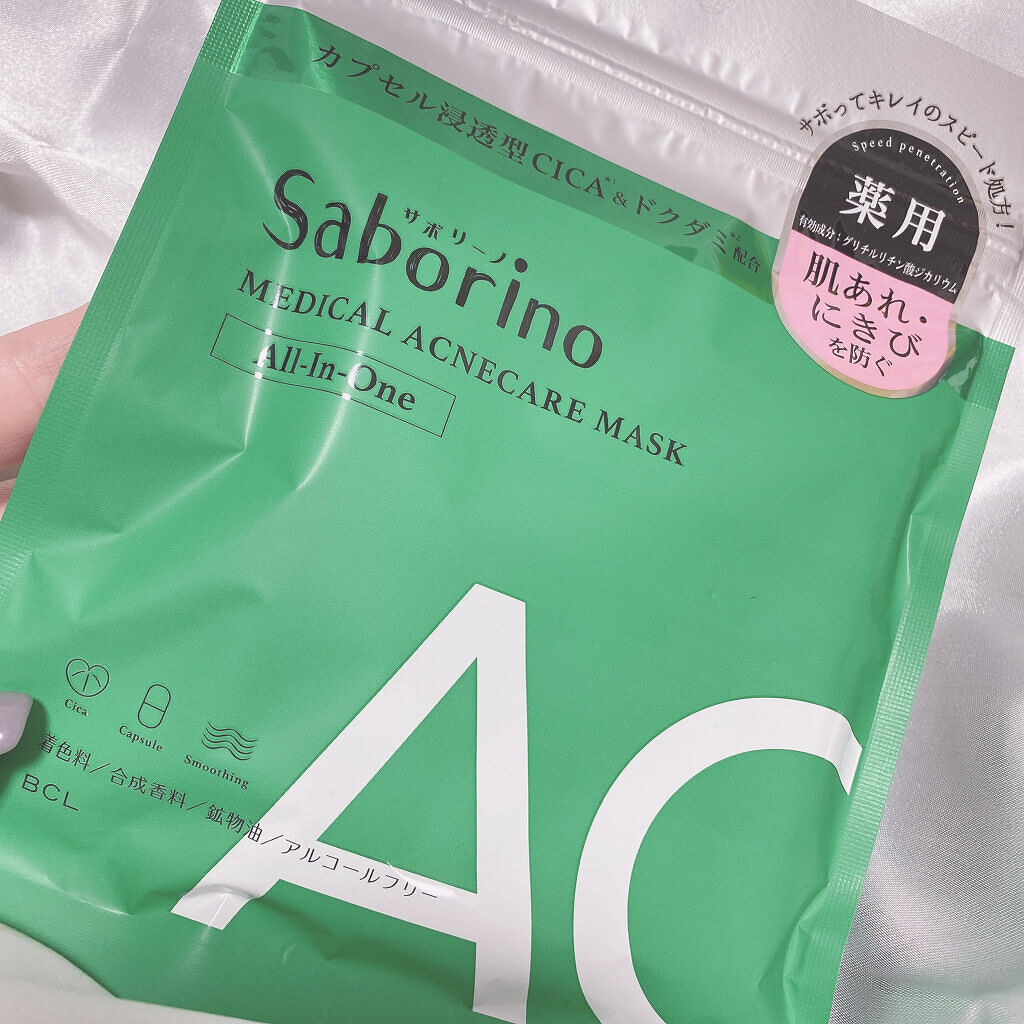 カプセル浸透型CICA*¹&ドクダミ*²配合
サボってキレイのスピード処方!
Speed penetration
薬用
有効成分:グリチルリチン酸ジカリウム
肌あれ・
にきび
を防ぐ
サボリーノ
Saborino
MEDICAL ACNECARE MASK
All-In-One
AC
Cica
Capsule
Smoothing
着色料/合成香料/鉱物油/アルコールフリー
BCL